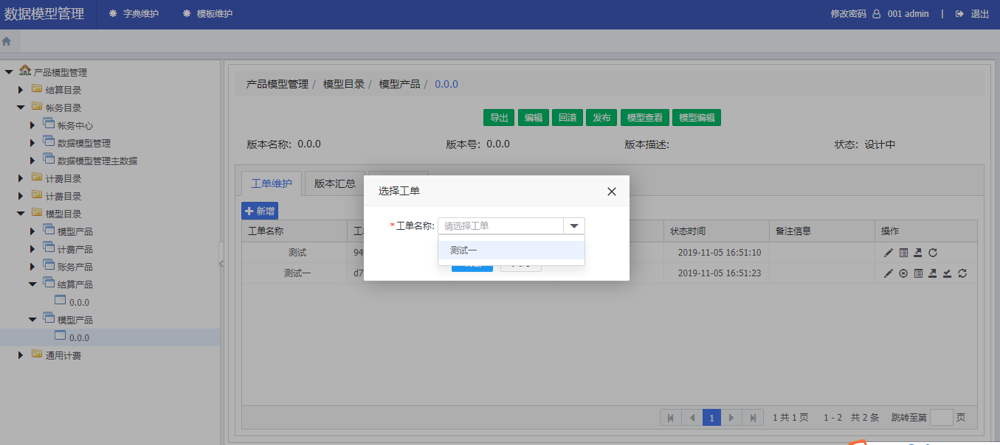 数据模型管理 字典维护 模板维护 修改密码 001 admin | 退出
产品模型管理
结算目录
帐务目录
帐务中心
数据模型管理
数据模型管理主数据
计费目录
计费目录
模型目录
模型产品
计费产品
账务产品
结算产品
0.0.0
模型产品
0.0.0
通用计费
产品模型管理 / 模型目录 / 模型产品 / 0.0.0
导出 编辑 回滚 发布 模型查看 模型编辑
版本名称: 0.0.0 版本号: 0.0.0 版本描述: 状态: 设计中
工单维护 版本汇总
新增
工单名称 状态时间 备注信息 操作
测试 2019-11-05 16:51:10
测试一 d7 2019-11-05 16:51:23
选择工单
*工单名称: 请选择工单
测试一
1 1 共 1 页 1 - 2 共 2 条 跳转至第 页